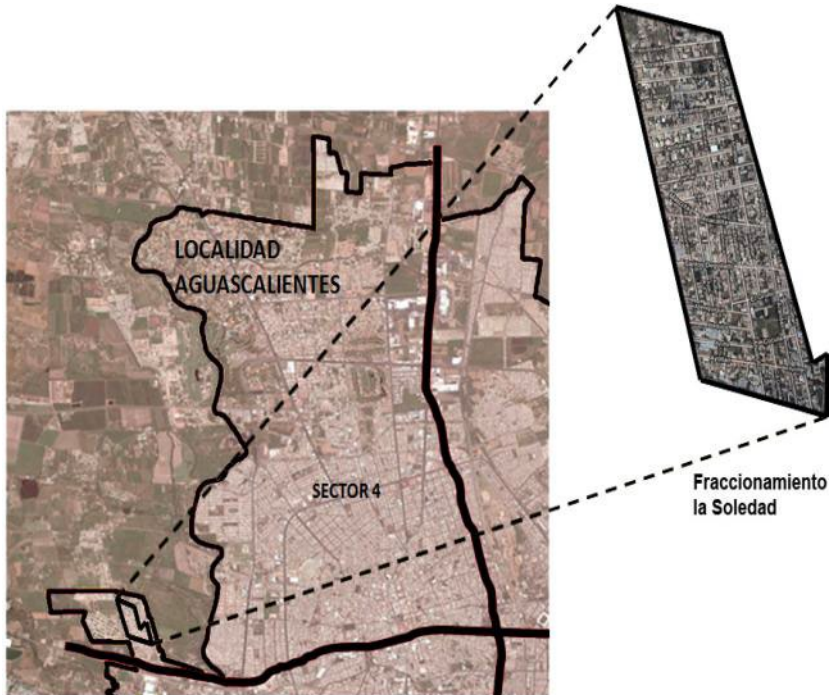 LOCALIDAD
AGUASCALIENTES
SECTOR 4
Fraccionamiento
la Soledad